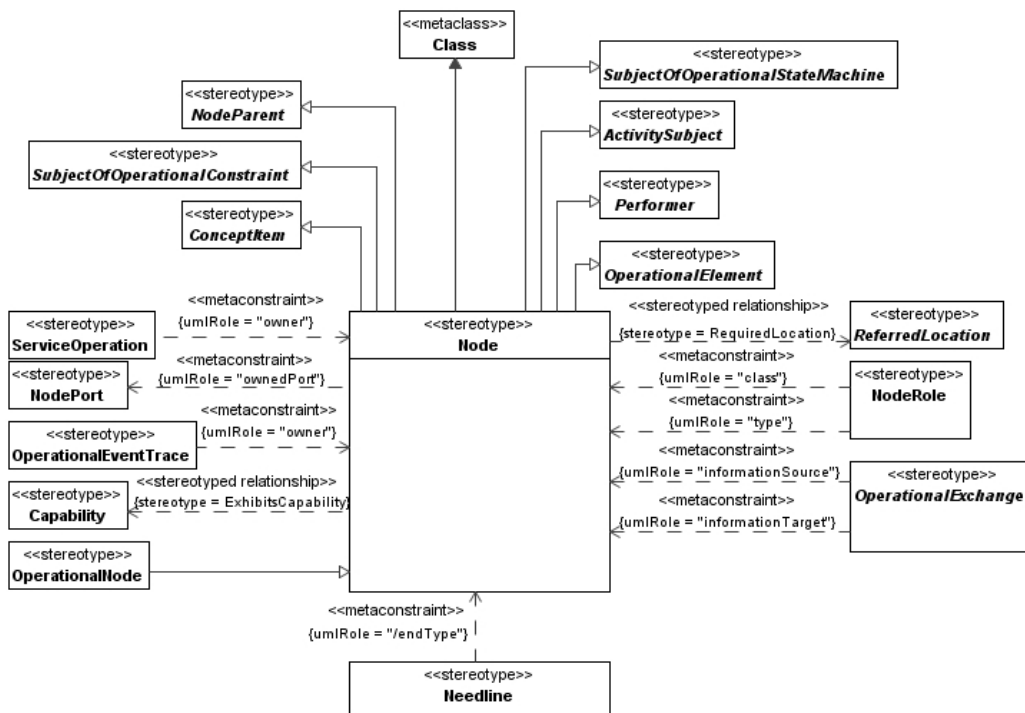 <<metaclass>>
Class
<<stereotype>>
SubjectOfOperationalStateMachine
<<stereotype>>
NodeParent
<<stereotype>>
ActivitySubject
<<stereotype>>
SubjectOfOperationalConstraint
<<stereotype>>
Performer
<<stereotype>>
ConceptItem
<<stereotype>>
OperationalElement
<<metaconstraint>>
{umlRole = "owner"}
<<stereotype>>
ServiceOperation
<<stereotype>>
Node
<<stereotyped relationship>>
{stereotype = RequiredLocation}
<<stereotype>>
ReferredLocation
<<metaconstraint>>
{umlRole = "ownedPort"}
<<stereotype>>
NodePort
<<metaconstraint>>
{umlRole = "class"}
<<stereotype>>
NodeRole
<<metaconstraint>>
{umlRole = "type"}
<<metaconstraint>>
{umlRole = "owner"}
<<stereotype>>
OperationalEventTrace
<<metaconstraint>>
{umlRole = "informationSource"}
<<stereotype>>
OperationalExchange
<<stereotyped relationship>>
{stereotype = ExhibitsCapability}
<<stereotype>>
Capability
<<metaconstraint>>
{umlRole = "informationTarget"}
<<stereotype>>
OperationalNode
<<metaconstraint>>
{umlRole = "/endType"}
<<stereotype>>
Needline